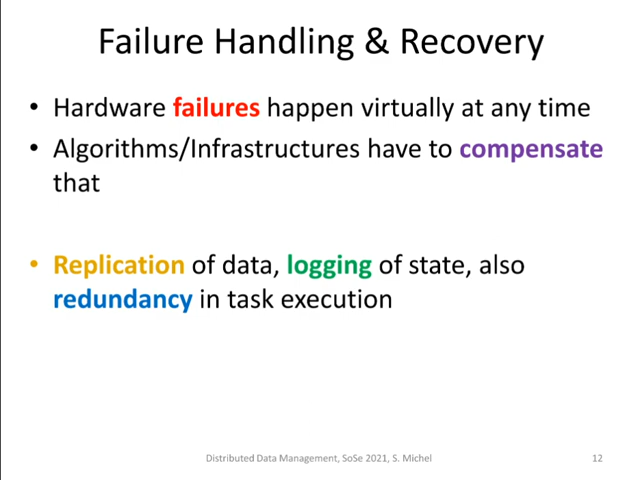 Failure Handling & Recovery
• Hardware failures happen virtually at any time
• Algorithms/Infrastructures have to compensate
that
• Replication of data, logging of state, also
redundancy in task execution
Distributed Data Management, SoSe 2021, S. Michel
12